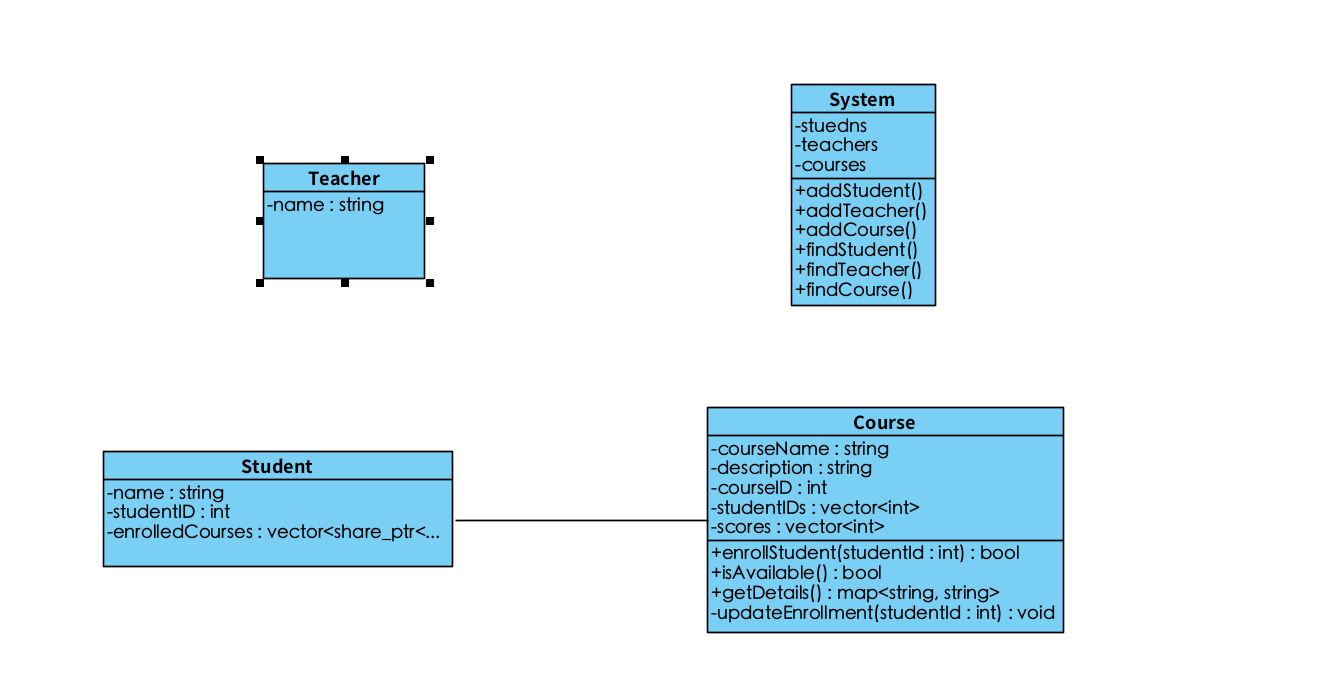 System
-stuedns
-teachers
-courses
+addStudent()
+addTeacher()
+addCourse()
+findStudent()
+findTeacher()
+findCourse()
Teacher
-name : string
Course
-courseName : string
-description : string
-courseID : int
-studentIDs : vector<int>
-scores : vector<int>
+enrollStudent(studentId : int) : bool
+isAvailable() : bool
+getDetails() : map<string, string>
-updateEnrollment(studentId : int) : void
Student
-name : string
-studentID : int
-enrolledCourses : vector<share_ptr<...